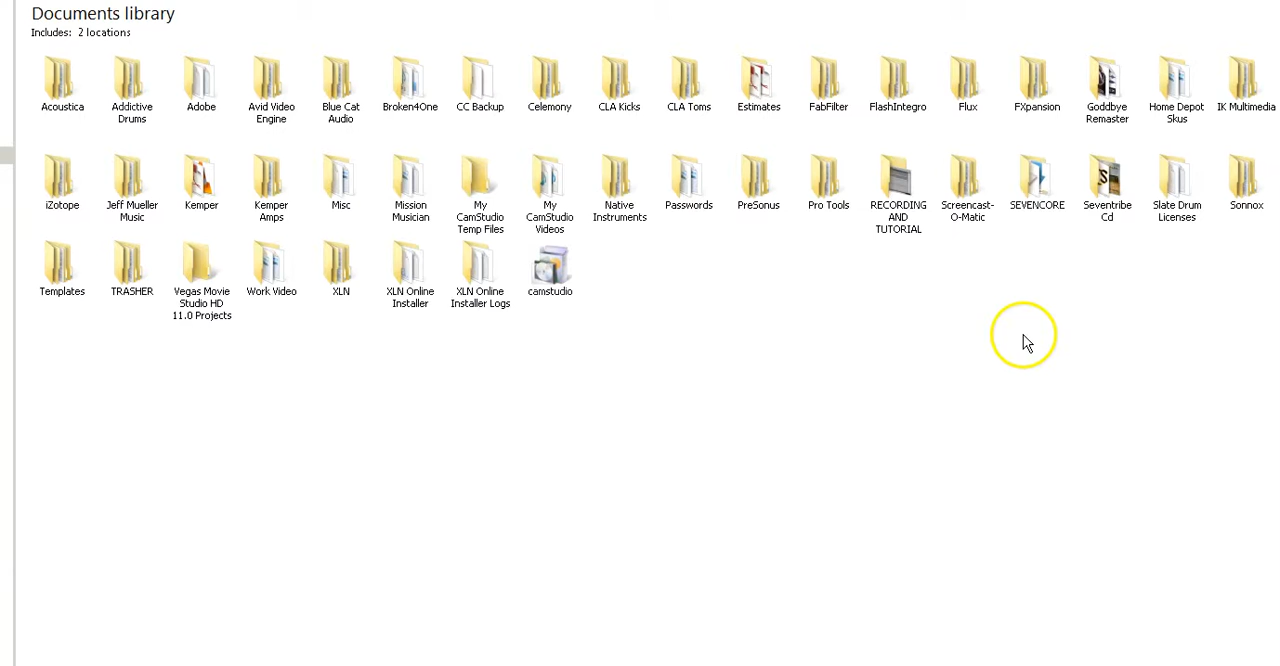 Documents library
Includes: 2 locations
Acoustica
Addictive
Drums
Adobe
Avid Video
Engine
Blue Cat
Audio
Broken4One
CC Backup
Celemony
CLA Kicks
CLA Toms
Estimates
FabFilter
FlashIntegro
Flux
FXpansion
Goddbye
Remaster
Home Depot
Skus
IK Multimedia
iZotope
Jeff Mueller
Music
Kemper
Kemper
Amps
Misc
Mission
Musician
My
CamStudio
Temp Files
My
CamStudio
Videos
Native
Instruments
Passwords
PreSonus
Pro Tools
RECORDING
AND
TUTORIAL
Screencast-
O-Matic
SEVENCORE
Seventribe
Cd
Slate Drum
Licenses
Sonnox
Templates
TRASHER
Vegas Movie
Studio HD
11.0 Projects
Work Video
XLN
XLN Online
Installer
XLN Online
Installer Logs
camstudio